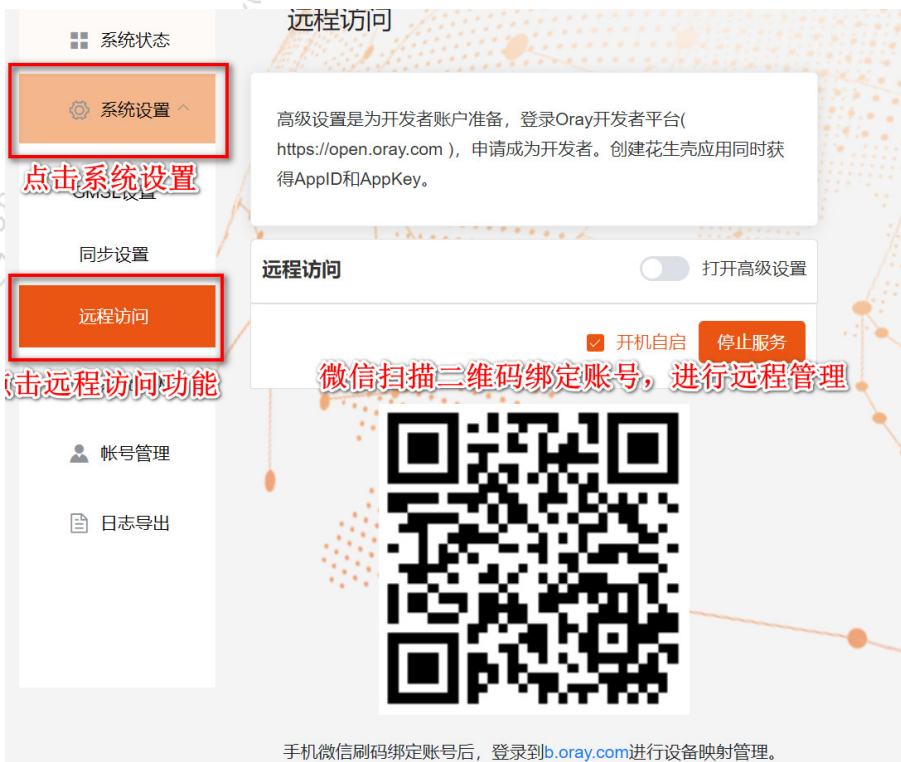 远程访问
系统状态
系统设置
点击系统设置
同步设置
远程访问
点击远程访问功能
帐号管理
日志导出
高级设置是为开发者账户准备，登录Oray开发者平台(
https://open.oray.com )，申请成为开发者。创建花生壳应用同时获
得AppID和AppKey。
远程访问
打开高级设置
开机自启
停止服务
微信扫描二维码绑定账号，进行远程管理
手机微信刷码绑定账号后，登录到b.oray.com进行设备映射管理。